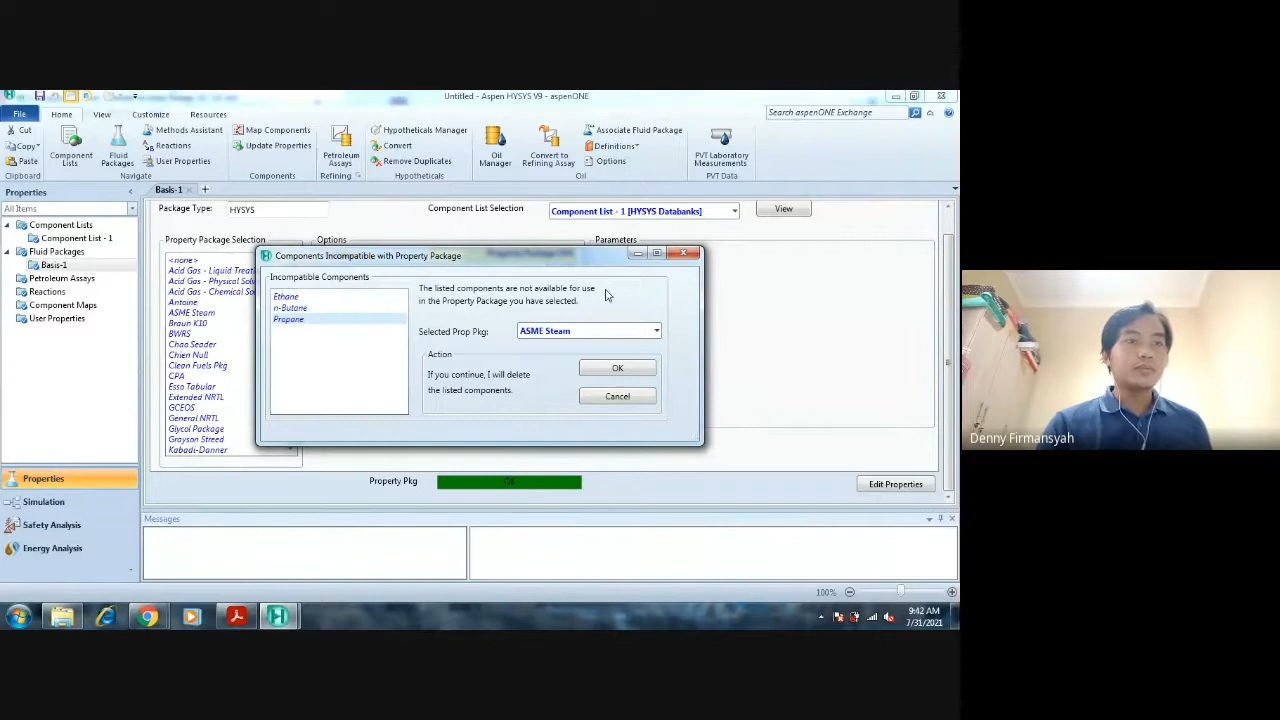 Untitled - Aspen HYSYS V9 - aspenONE
File
Home
View
Customize
Resources
Search aspenONE Exchange
Cut
Copy
Paste
Clipboard
Component Lists
Fluid Packages
Methods Assistant
Reactions
User Properties
Navigate
Map Components
Update Properties
Components
Petroleum Assays
Refining
Hypotheticals Manager
Convert
Remove Duplicates
Hypotheticals
Oil Manager
Convert to Refining Assay
Associate Fluid Package
Definitions
Options
Oil
PVT Laboratory Measurements
PVT Data
Properties
All Items
Component Lists
Component List - 1
Fluid Packages
Basis-1
Petroleum Assays
Reactions
Component Maps
User Properties
Properties
Simulation
Safety Analysis
Energy Analysis
Basis-1
Package Type:
HYSYS
Component List Selection
Component List - 1 [HYSYS Databanks]
View
Property Package Selection
Options
Parameters
<none>
Acid Gas - Liquid Treat
Acid Gas - Physical Sol
Acid Gas - Chemical So
Antoine
ASME Steam
Braun K10
BWRS
Chao Seader
Chien Null
Clean Fuels Pkg
CPA
Esso Tabular
Extended NRTL
GCEOS
General NRTL
Glycol Package
Grayson Streed
Kabadi-Danner
Components Incompatible with Property Package
Incompatible Components
Ethane
n-Butane
Propane
The listed components are not available for use
in the Property Package you have selected.
Selected Prop Pkg:
ASME Steam
Action
If you continue, I will delete
the listed components.
OK
Cancel
Property Pkg
OK
Edit Properties
Messages
100%
9:42 AM
7/31/2021
Denny Firmansyah